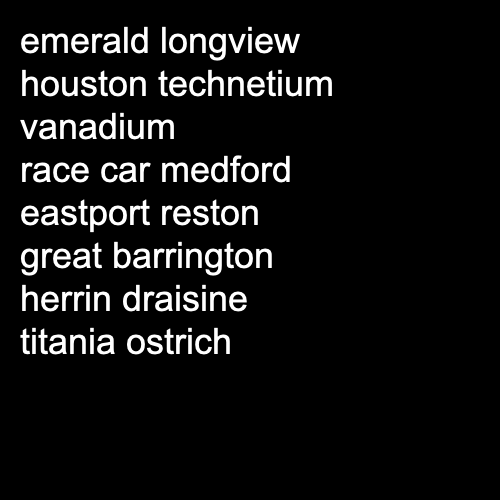 emerald longview
houston technetium
vanadium
race car medford
eastport reston
great barrington
herrin draisine
titania ostrich